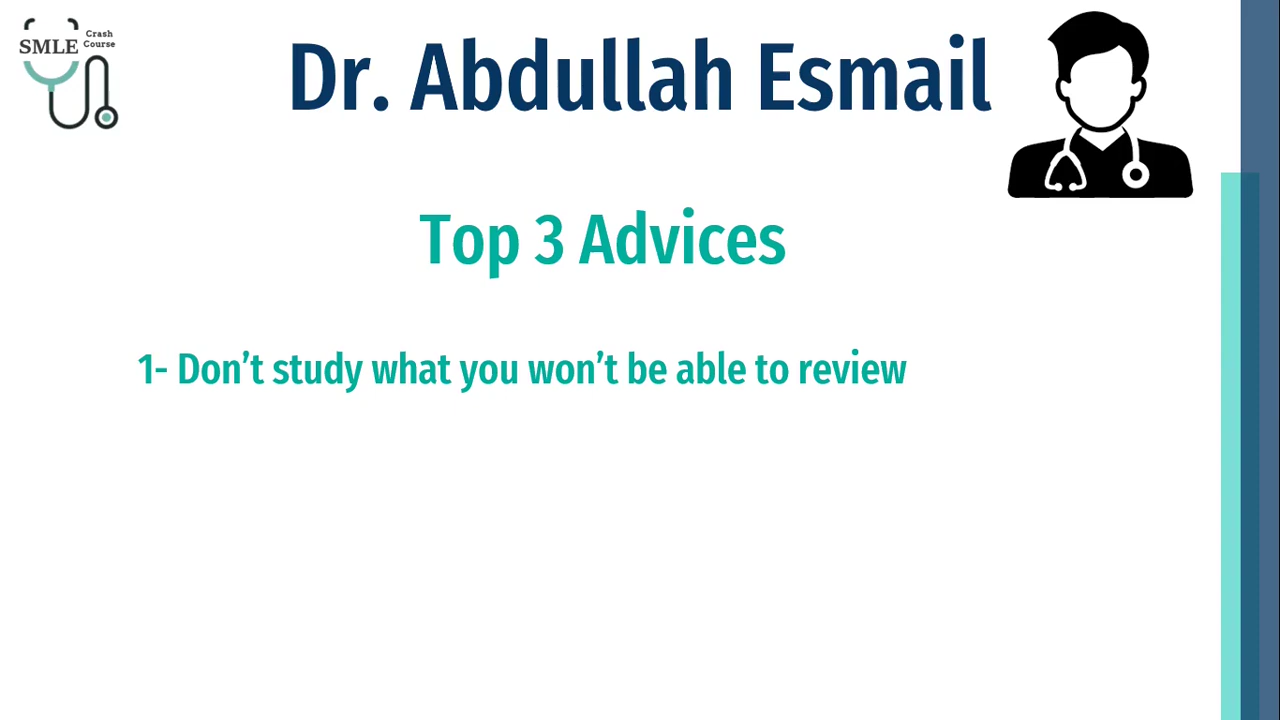 SMLE Crash
Course
Dr. Abdullah Esmail
Top 3 Advices
1- Don’t study what you won’t be able to review